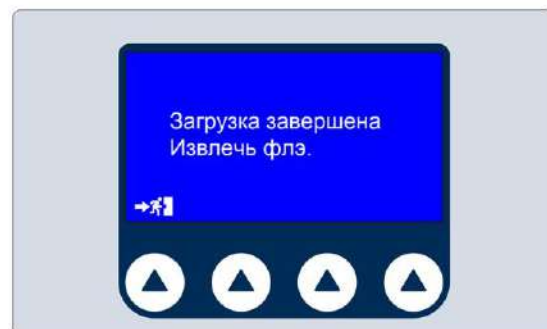 Загрузка завершена
Извлечь флэ.